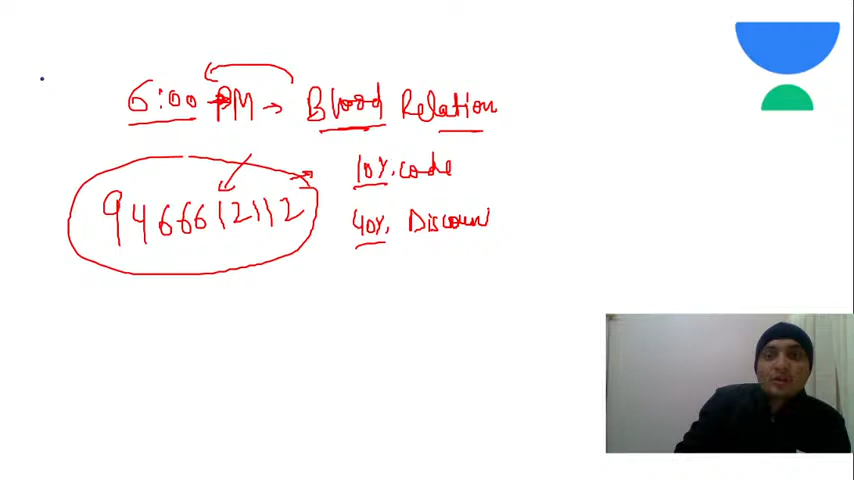 6:00 PM → Blood Relation
10% code
9466612112
40% Discount